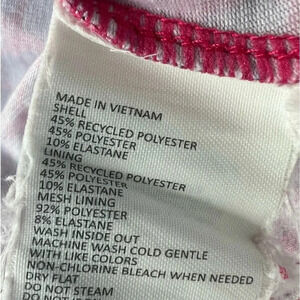 MADE IN VIETNAM
SHELL
45% RECYCLED POLYESTER
45% POLYESTER
10% ELASTANE
LINING
45% RECYCLED POLYESTER
45% POLYESTER
10% ELASTANE
MESH LINING
92% POLYESTER
8% ELASTANE
WASH INSIDE OUT
MACHINE WASH COLD GENTLE
WITH LIKE COLORS
NON-CHLORINE BLEACH WHEN NEEDED
DRY FLAT
DO NOT STEAM
DO NOT